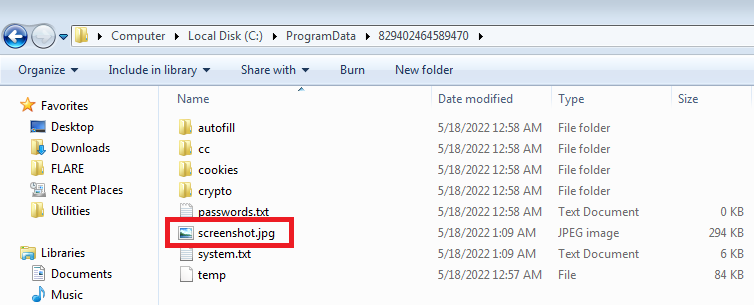 Computer Local Disk (C:) ProgramData 829402464589470
Organize Include in library Share with Burn New folder
Favorites
Desktop
Downloads
FLARE
Recent Places
Utilities
Libraries
Documents
Music
Name Date modified Type Size
autofill 5/18/2022 12:58 AM File folder
cc 5/18/2022 12:58 AM File folder
cookies 5/18/2022 12:58 AM File folder
crypto 5/18/2022 12:58 AM File folder
passwords.txt 5/18/2022 12:58 AM Text Document 0 KB
screenshot.jpg 5/18/2022 1:09 AM JPEG image 294 KB
system.txt 5/18/2022 1:09 AM Text Document 6 KB
temp 5/18/2022 12:57 AM File 84 KB